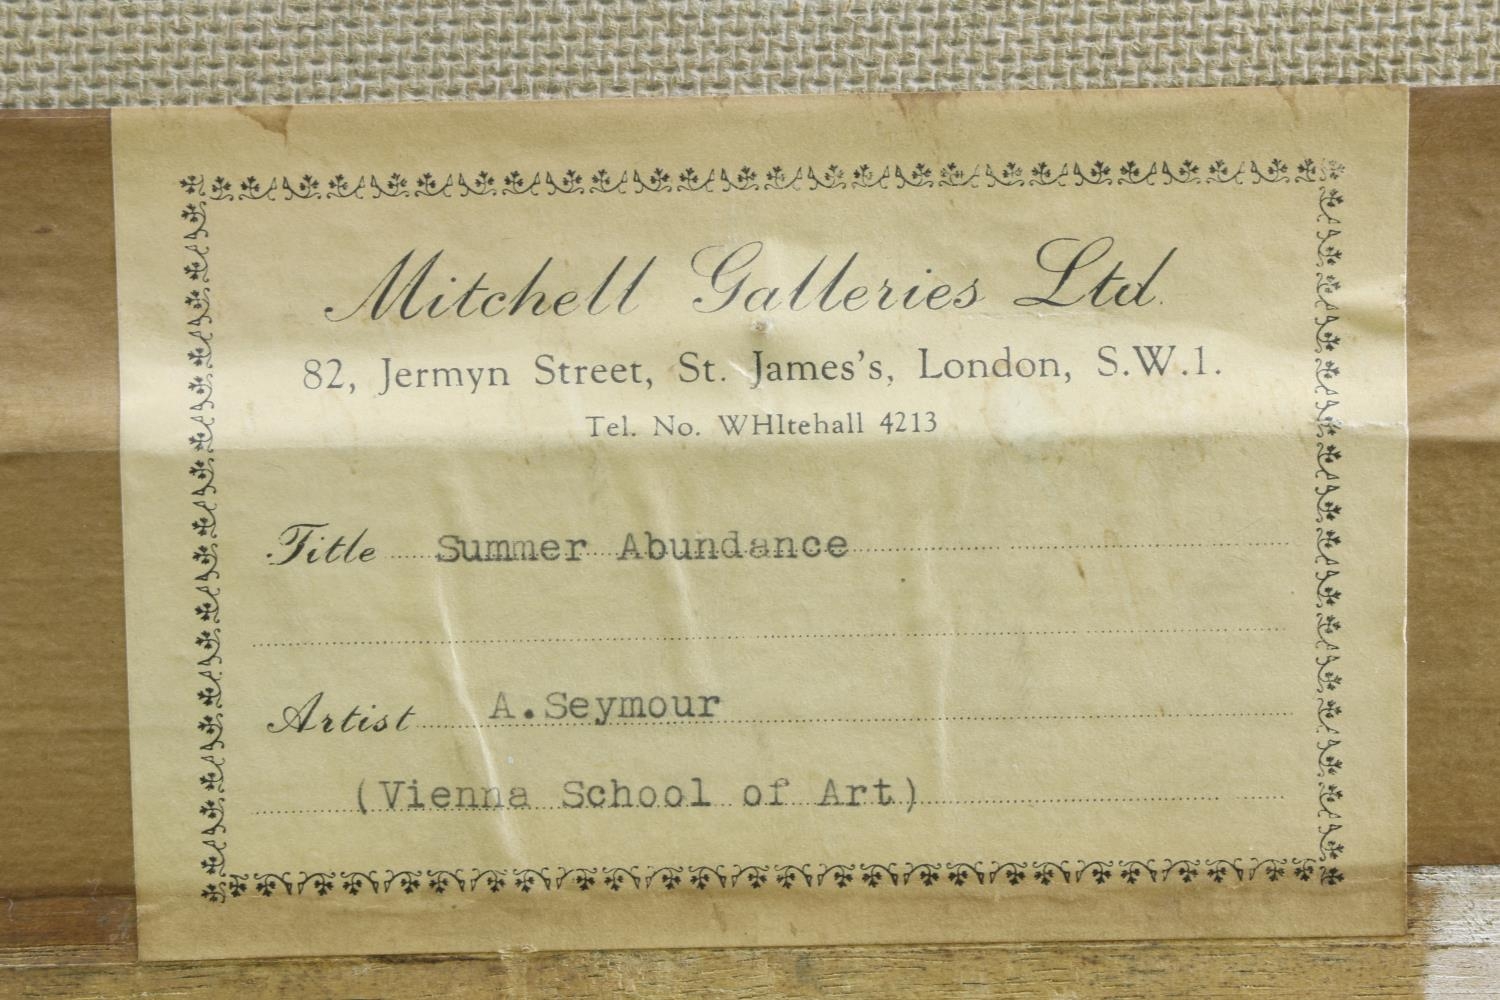 Mitchell Galleries Ltd.
82, Jermyn Street, St. James's, London, S.W.1.
Tel. No. WHItehall 4213
Title Summer Abundance
Artist A.Seymour
(Vienna School of Art)